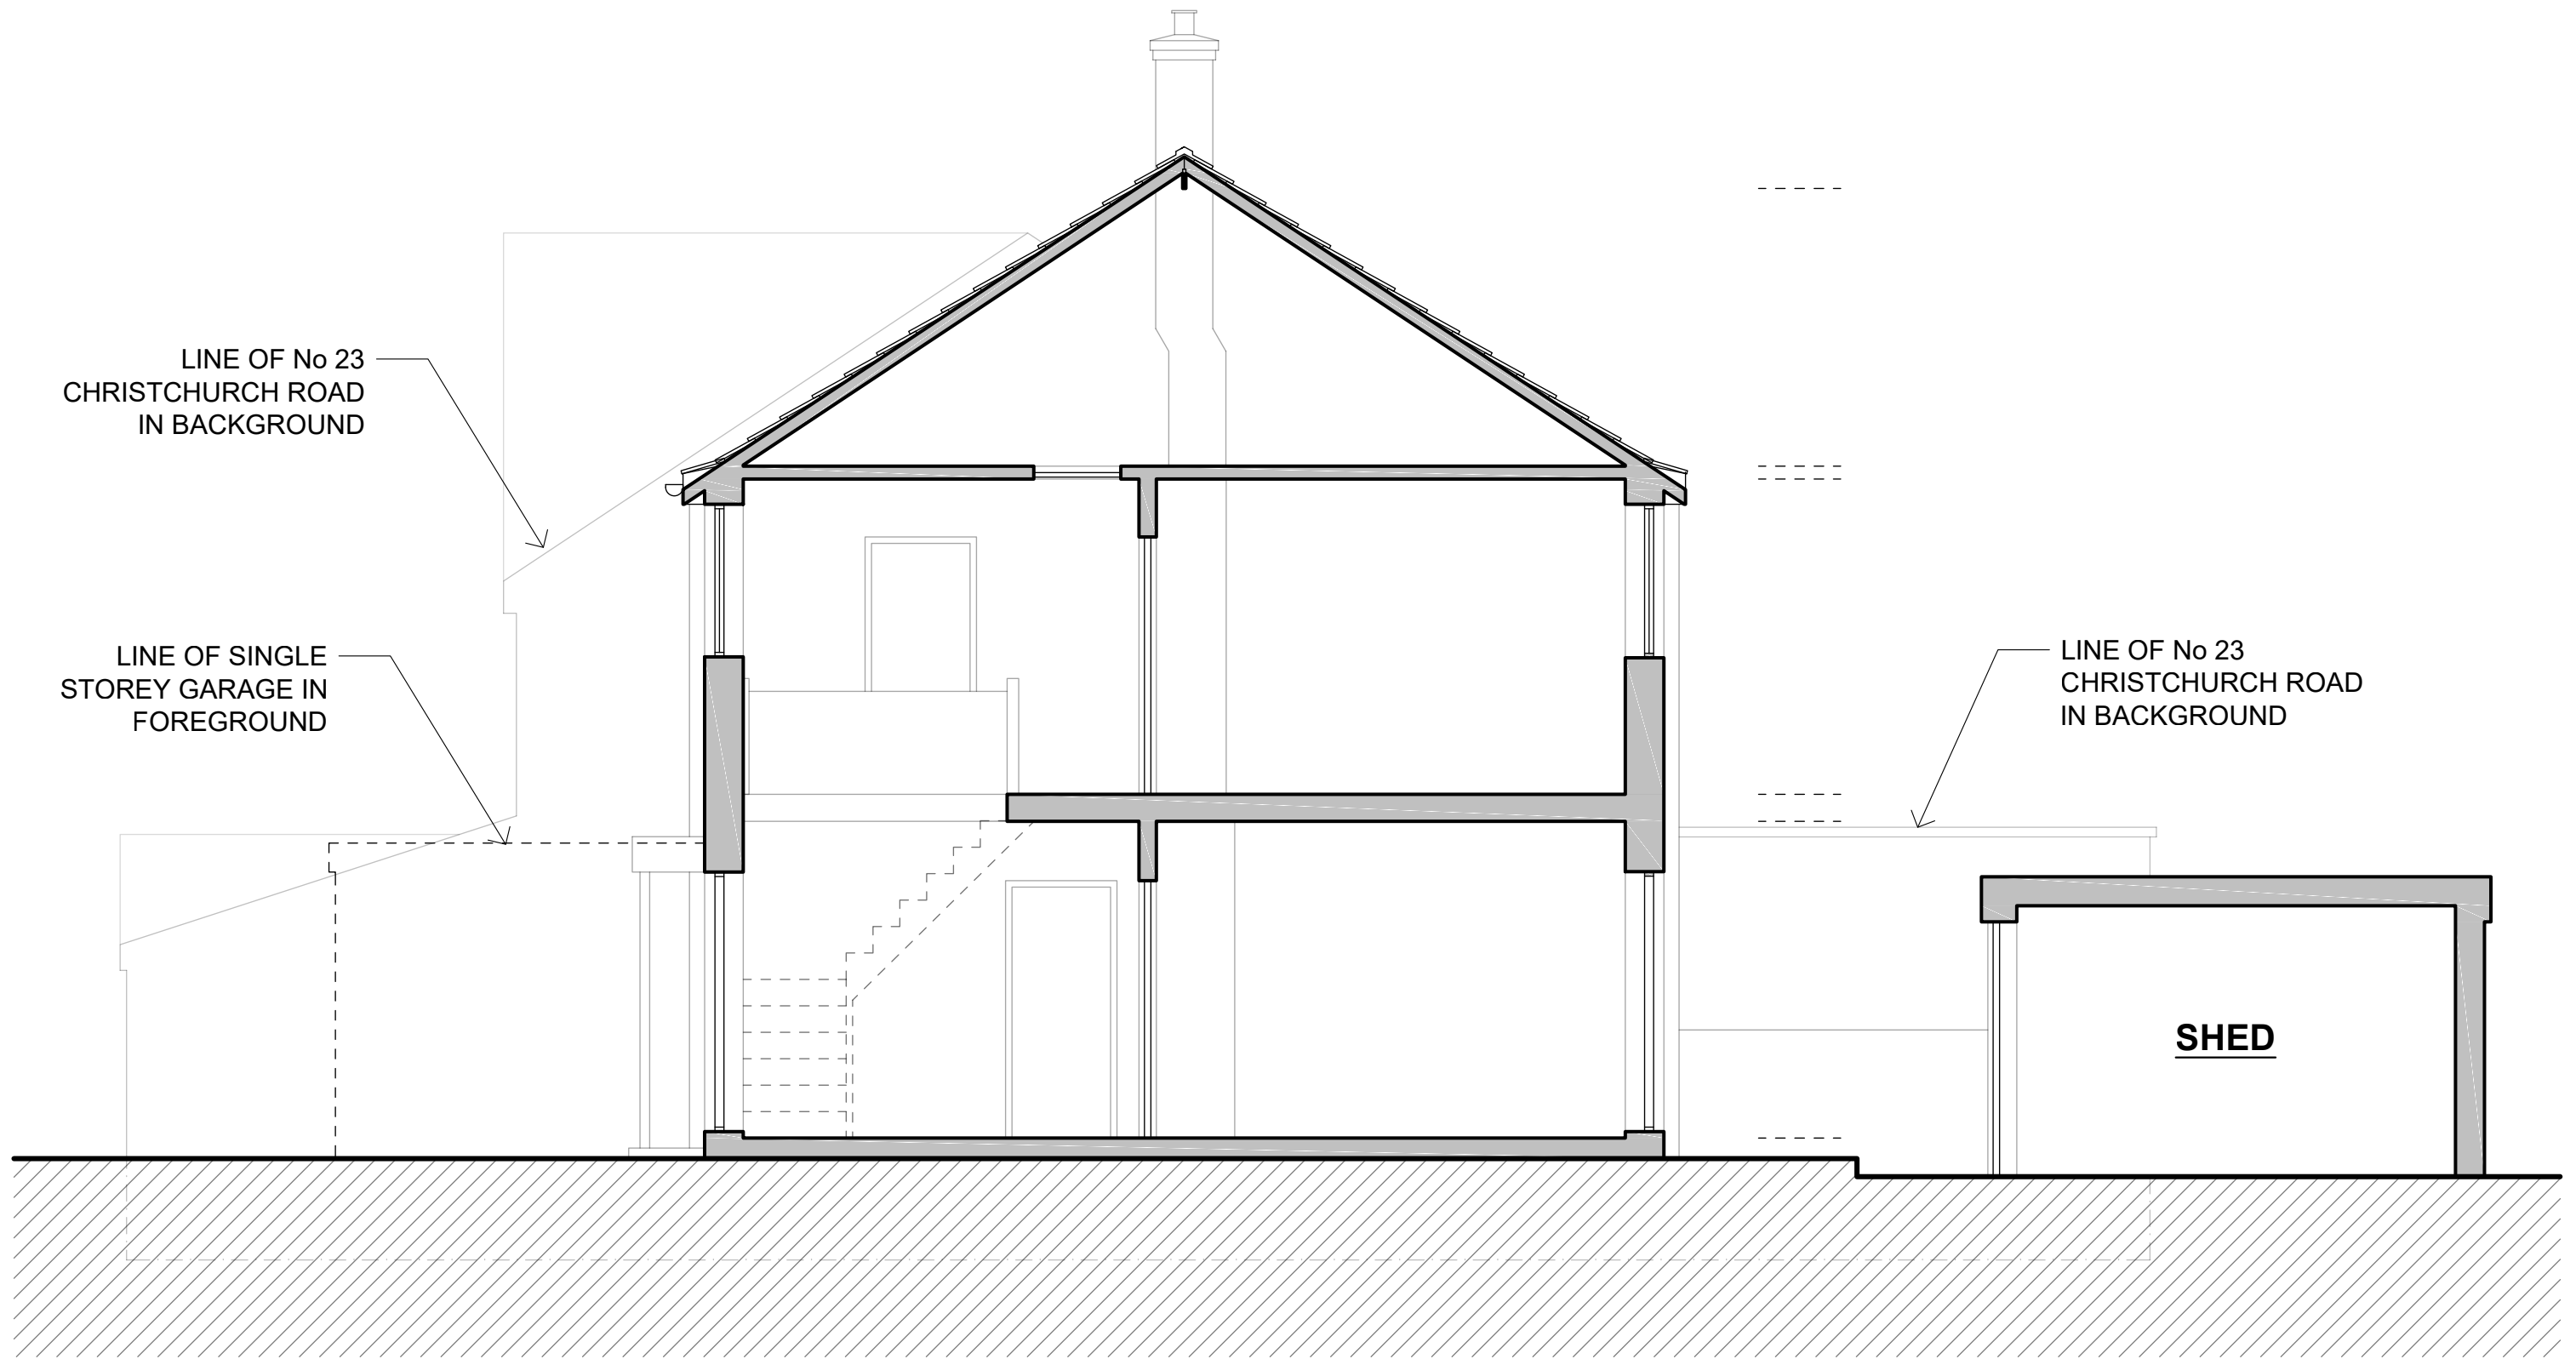 LINE OF No 23
CHRISTCHURCH ROAD
IN BACKGROUND
LINE OF SINGLE
STOREY GARAGE IN
FOREGROUND
LINE OF No 23
CHRISTCHURCH ROAD
IN BACKGROUND
SHED